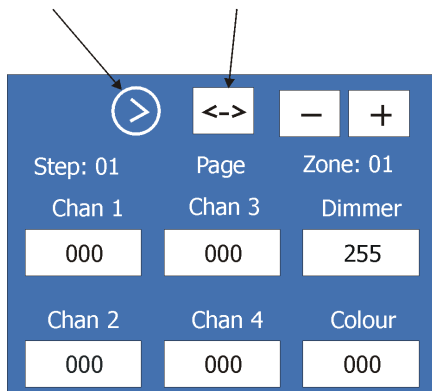 > <-> − +
Step: 01 Page Zone: 01
Chan 1 Chan 3 Dimmer
000 000 255
Chan 2 Chan 4 Colour
000 000 000